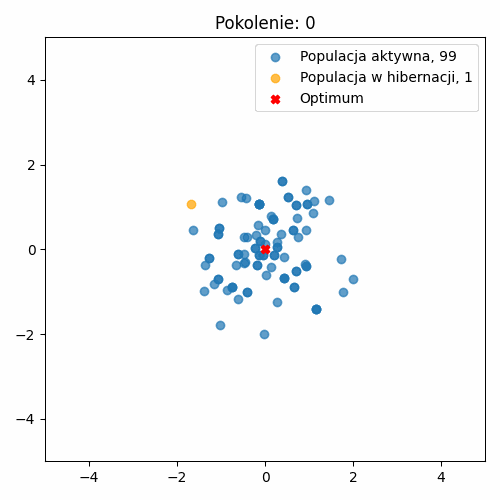 Pokolenie: 0
Populacja aktywna, 99
Populacja w hibernacji, 1
Optimum
4
2
0
−2
−4
−4 −2 0 2 4